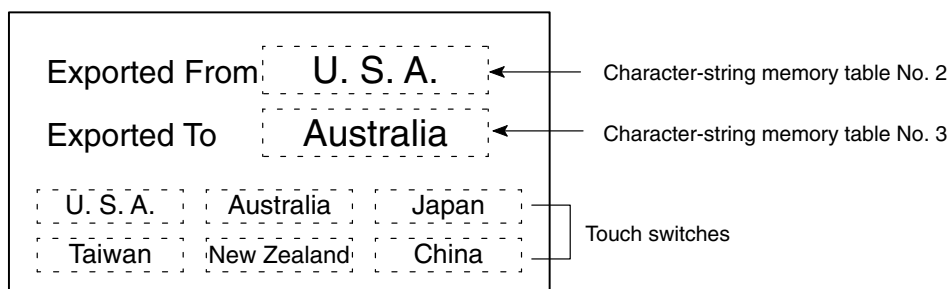 Exported From U. S. A. Character-string memory table No. 2
Exported To Australia Character-string memory table No. 3
U. S. A. Australia Japan
Touch switches
Taiwan New Zealand China